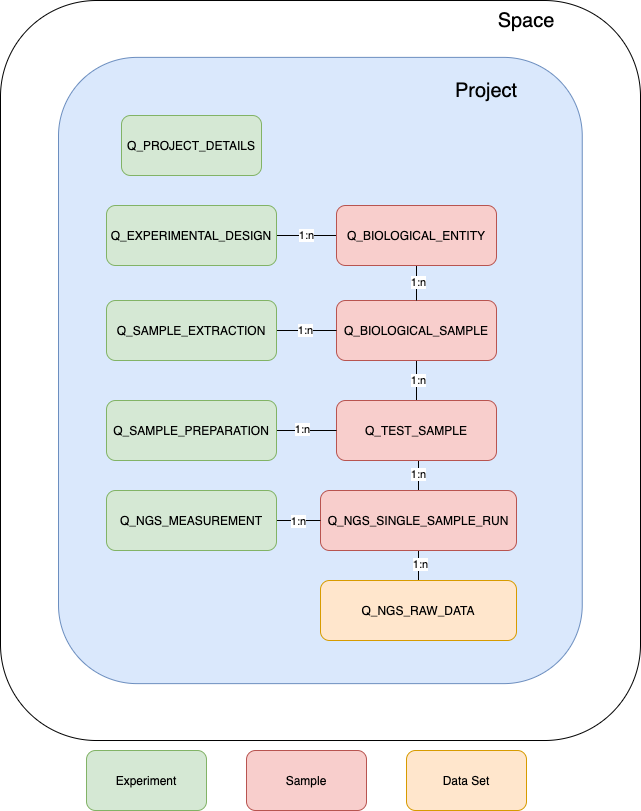 Space
Project
Q_PROJECT_DETAILS
Q_EXPERIMENTAL_DESIGN
1:n
Q_BIOLOGICAL_ENTITY
1:n
Q_SAMPLE_EXTRACTION
1:n
Q_BIOLOGICAL_SAMPLE
1:n
Q_SAMPLE_PREPARATION
1:n
Q_TEST_SAMPLE
1:n
Q_NGS_MEASUREMENT
1:n
Q_NGS_SINGLE_SAMPLE_RUN
1:n
Q_NGS_RAW_DATA
Experiment
Sample
Data Set